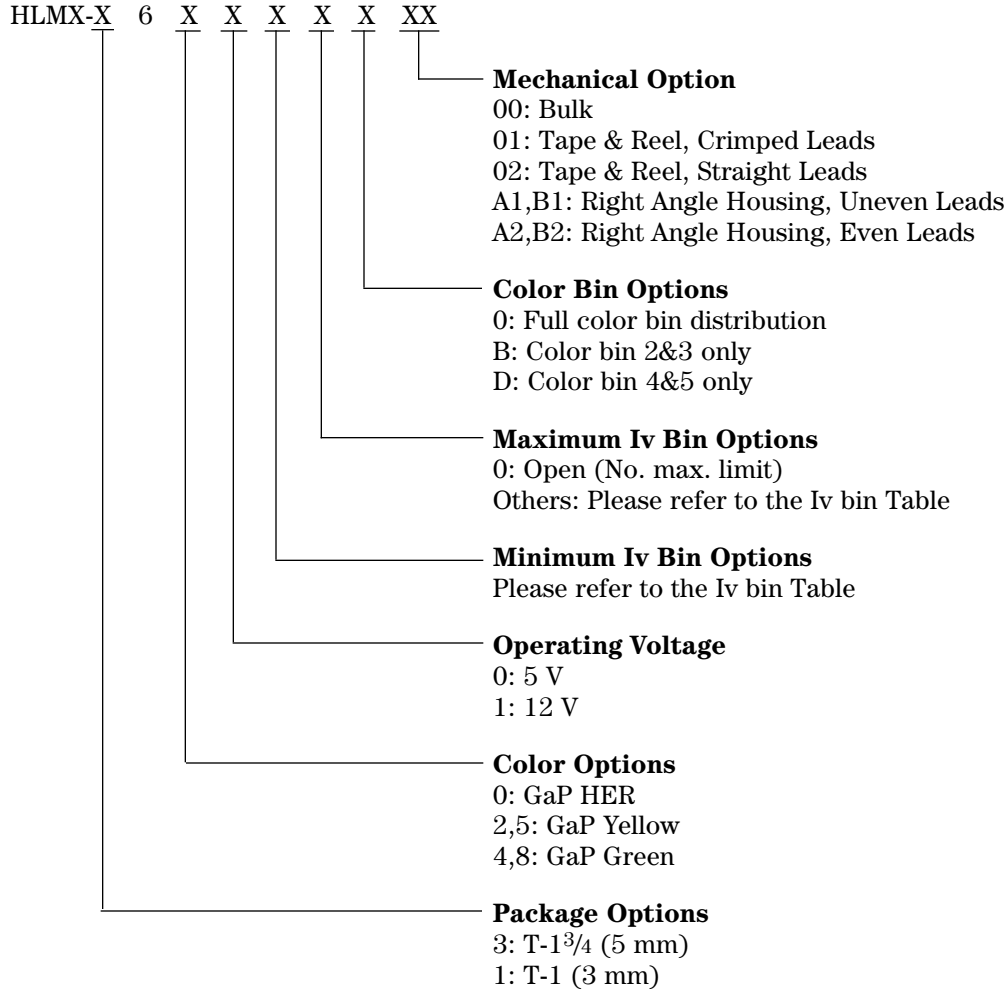 HLMX-X 6 X X X X X XX
Mechanical Option
00: Bulk
01: Tape & Reel, Crimped Leads
02: Tape & Reel, Straight Leads
A1,B1: Right Angle Housing, Uneven Leads
A2,B2: Right Angle Housing, Even Leads
Color Bin Options
0: Full color bin distribution
B: Color bin 2&3 only
D: Color bin 4&5 only
Maximum Iv Bin Options
0: Open (No. max. limit)
Others: Please refer to the Iv bin Table
Minimum Iv Bin Options
Please refer to the Iv bin Table
Operating Voltage
0: 5 V
1: 12 V
Color Options
0: GaP HER
2,5: GaP Yellow
4,8: GaP Green
Package Options
3: T-1 3/4 (5 mm)
1: T-1 (3 mm)